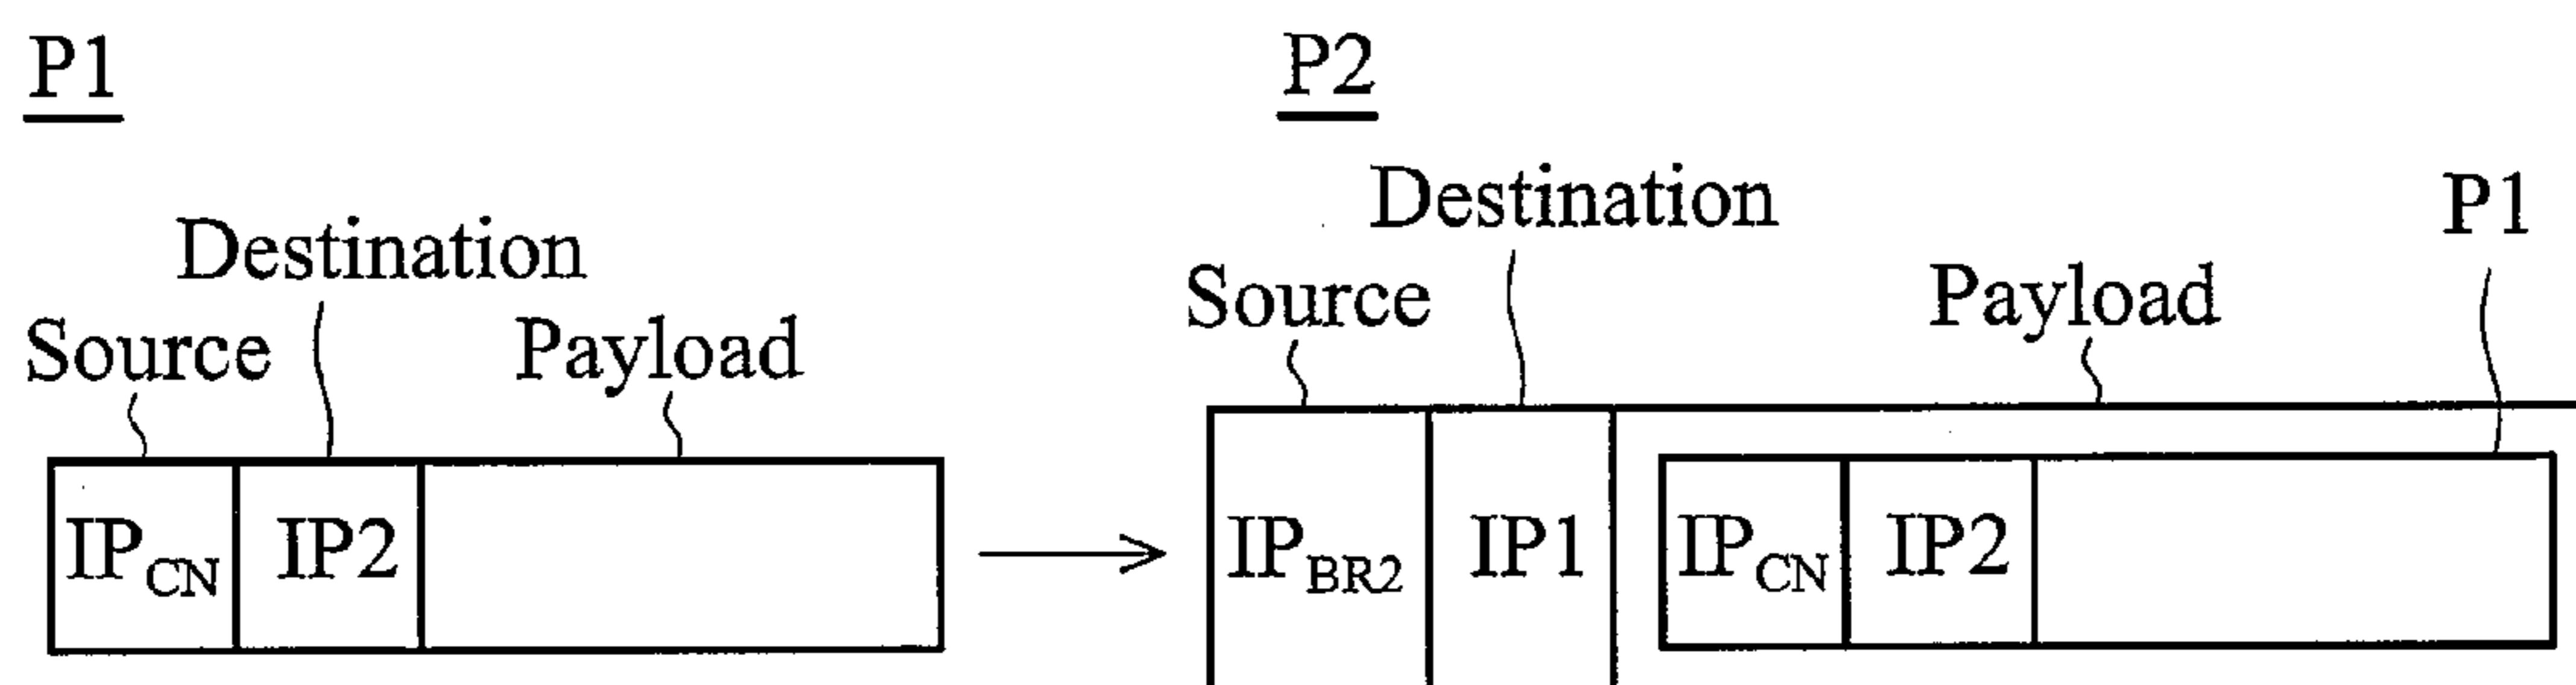 P1
Destination
Source
Payload
IP_CN IP2
P2
Destination
P1
Source
Payload
IP_BR2 IP1 IP_CN IP2